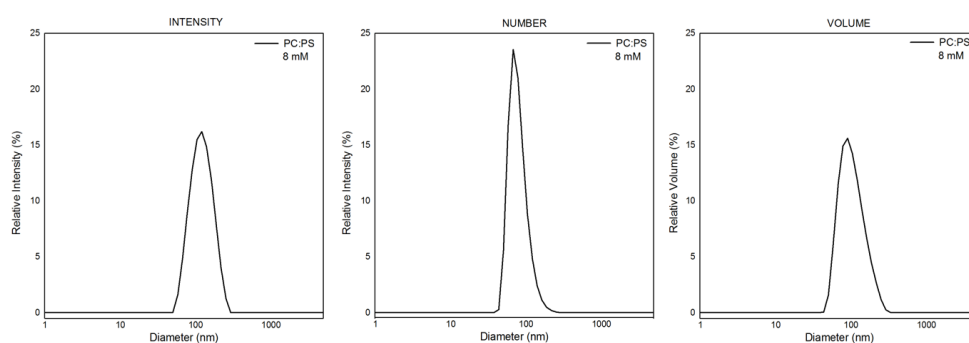 INTENSITY
25
20
15
10
5
0
Relative Intensity (%)
PC:PS
8 mM
1 10 100 1000
Diameter (nm)
NUMBER
25
20
15
10
5
0
Relative Intensity (%)
PC:PS
8 mM
1 10 100 1000
Diameter (nm)
VOLUME
25
20
15
10
5
0
Relative Volume (%)
PC:PS
8 mM
1 10 100 1000
Diameter (nm)